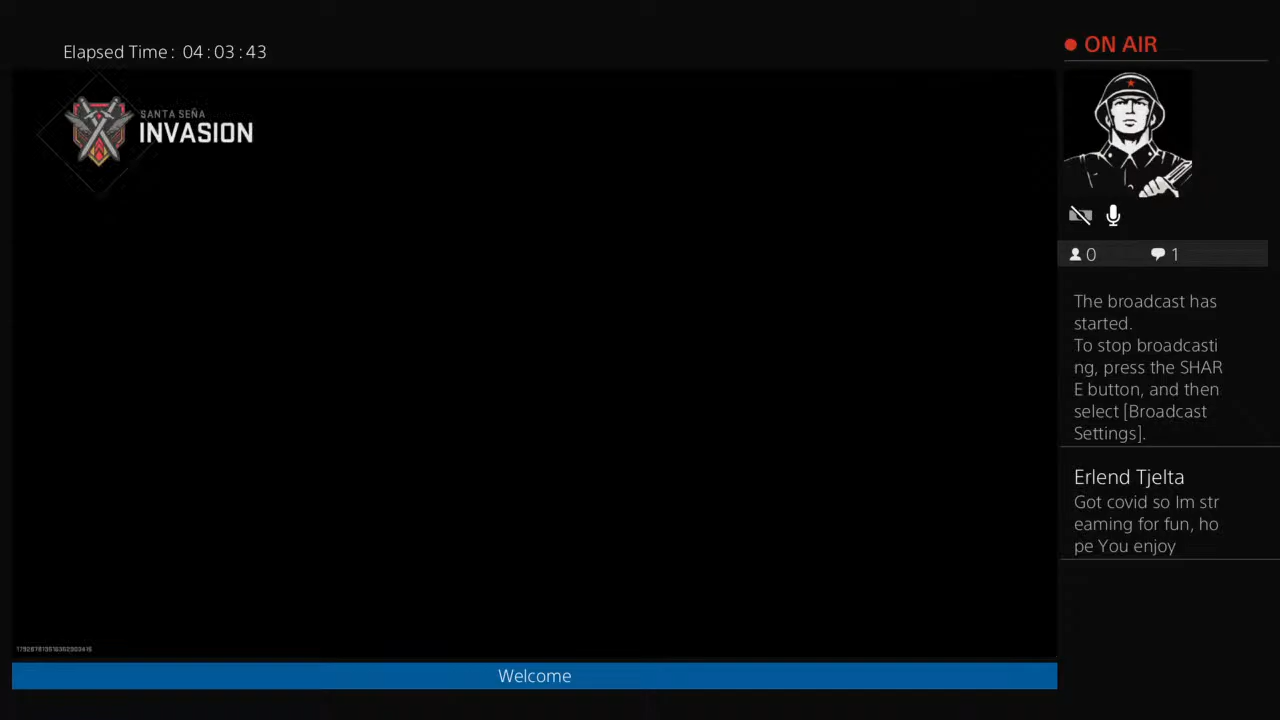 Elapsed Time: 04:03:43
ON AIR
SANTA SEÑA
INVASION
0
1
The broadcast has
started.
To stop broadcasti
ng, press the SHAR
E button, and then
select [Broadcast
Settings].
Erlend Tjelta
Got covid so Im str
eaming for fun, ho
pe You enjoy
Welcome